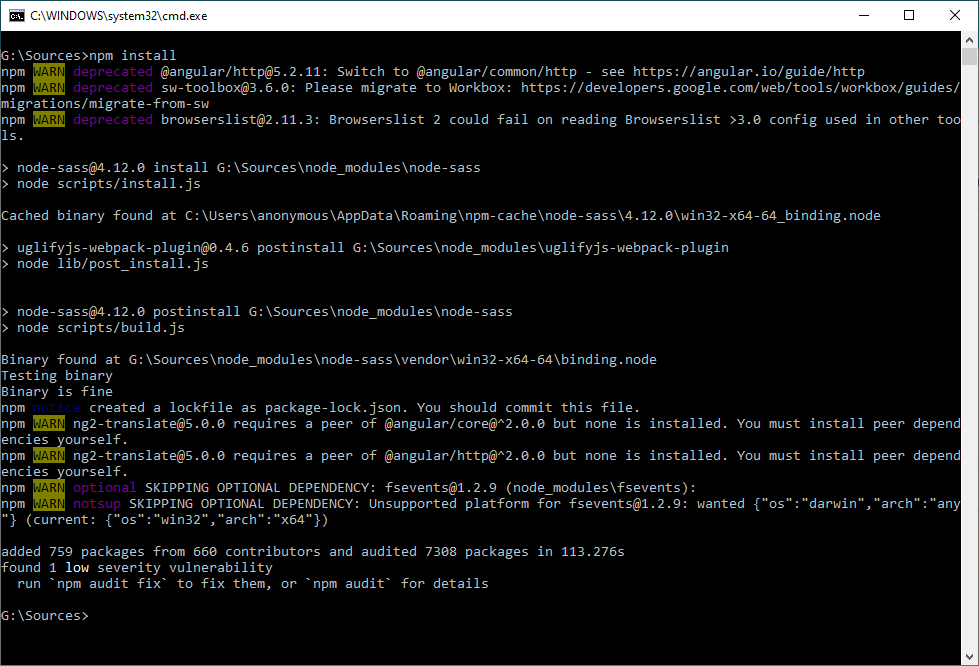 C:\WINDOWS\system32\cmd.exe
G:\Sources>npm install
npm WARN deprecated @angular/http@5.2.11: Switch to @angular/common/http - see https://angular.io/guide/http
npm WARN deprecated sw-toolbox@3.6.0: Please migrate to Workbox: https://developers.google.com/web/tools/workbox/guides/
migrations/migrate-from-sw
npm WARN deprecated browserslist@2.11.3: Browserslist 2 could fail on reading Browserslist >3.0 config used in other too
ls.
> node-sass@4.12.0 install G:\Sources\node_modules\node-sass
> node scripts/install.js
Cached binary found at C:\Users\anonymous\AppData\Roaming\npm-cache\node-sass\4.12.0\win32-x64-64_binding.node
> uglifyjs-webpack-plugin@0.4.6 postinstall G:\Sources\node_modules\uglifyjs-webpack-plugin
> node lib/post_install.js
> node-sass@4.12.0 postinstall G:\Sources\node_modules\node-sass
> node scripts/build.js
Binary found at G:\Sources\node_modules\node-sass\vendor\win32-x64-64\binding.node
Testing binary
Binary is fine
npm notice created a lockfile as package-lock.json. You should commit this file.
npm WARN ng2-translate@5.0.0 requires a peer of @angular/core@^2.0.0 but none is installed. You must install peer depend
encies yourself.
npm WARN ng2-translate@5.0.0 requires a peer of @angular/http@^2.0.0 but none is installed. You must install peer depend
encies yourself.
npm WARN optional SKIPPING OPTIONAL DEPENDENCY: fsevents@1.2.9 (node_modules\fsevents):
npm WARN notsup SKIPPING OPTIONAL DEPENDENCY: Unsupported platform for fsevents@1.2.9: wanted {"os":"darwin","arch":"any
"} (current: {"os":"win32","arch":"x64"})
added 759 packages from 660 contributors and audited 7308 packages in 113.276s
found 1 low severity vulnerability
run `npm audit fix` to fix them, or `npm audit` for details
G:\Sources>